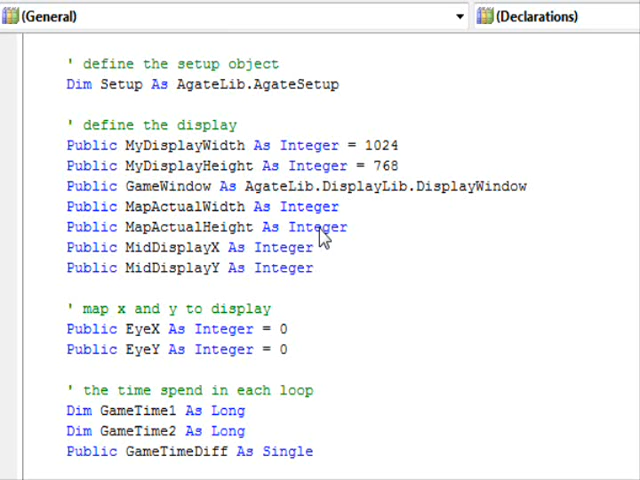 (General) (Declarations)
' define the setup object
Dim Setup As AgateLib.AgateSetup
' define the display
Public MyDisplayWidth As Integer = 1024
Public MyDisplayHeight As Integer = 768
Public GameWindow As AgateLib.DisplayLib.DisplayWindow
Public MapActualWidth As Integer
Public MapActualHeight As Integer
Public MidDisplayX As Integer
Public MidDisplayY As Integer
' map x and y to display
Public EyeX As Integer = 0
Public EyeY As Integer = 0
' the time spend in each loop
Dim GameTime1 As Long
Dim GameTime2 As Long
Public GameTimeDiff As Single